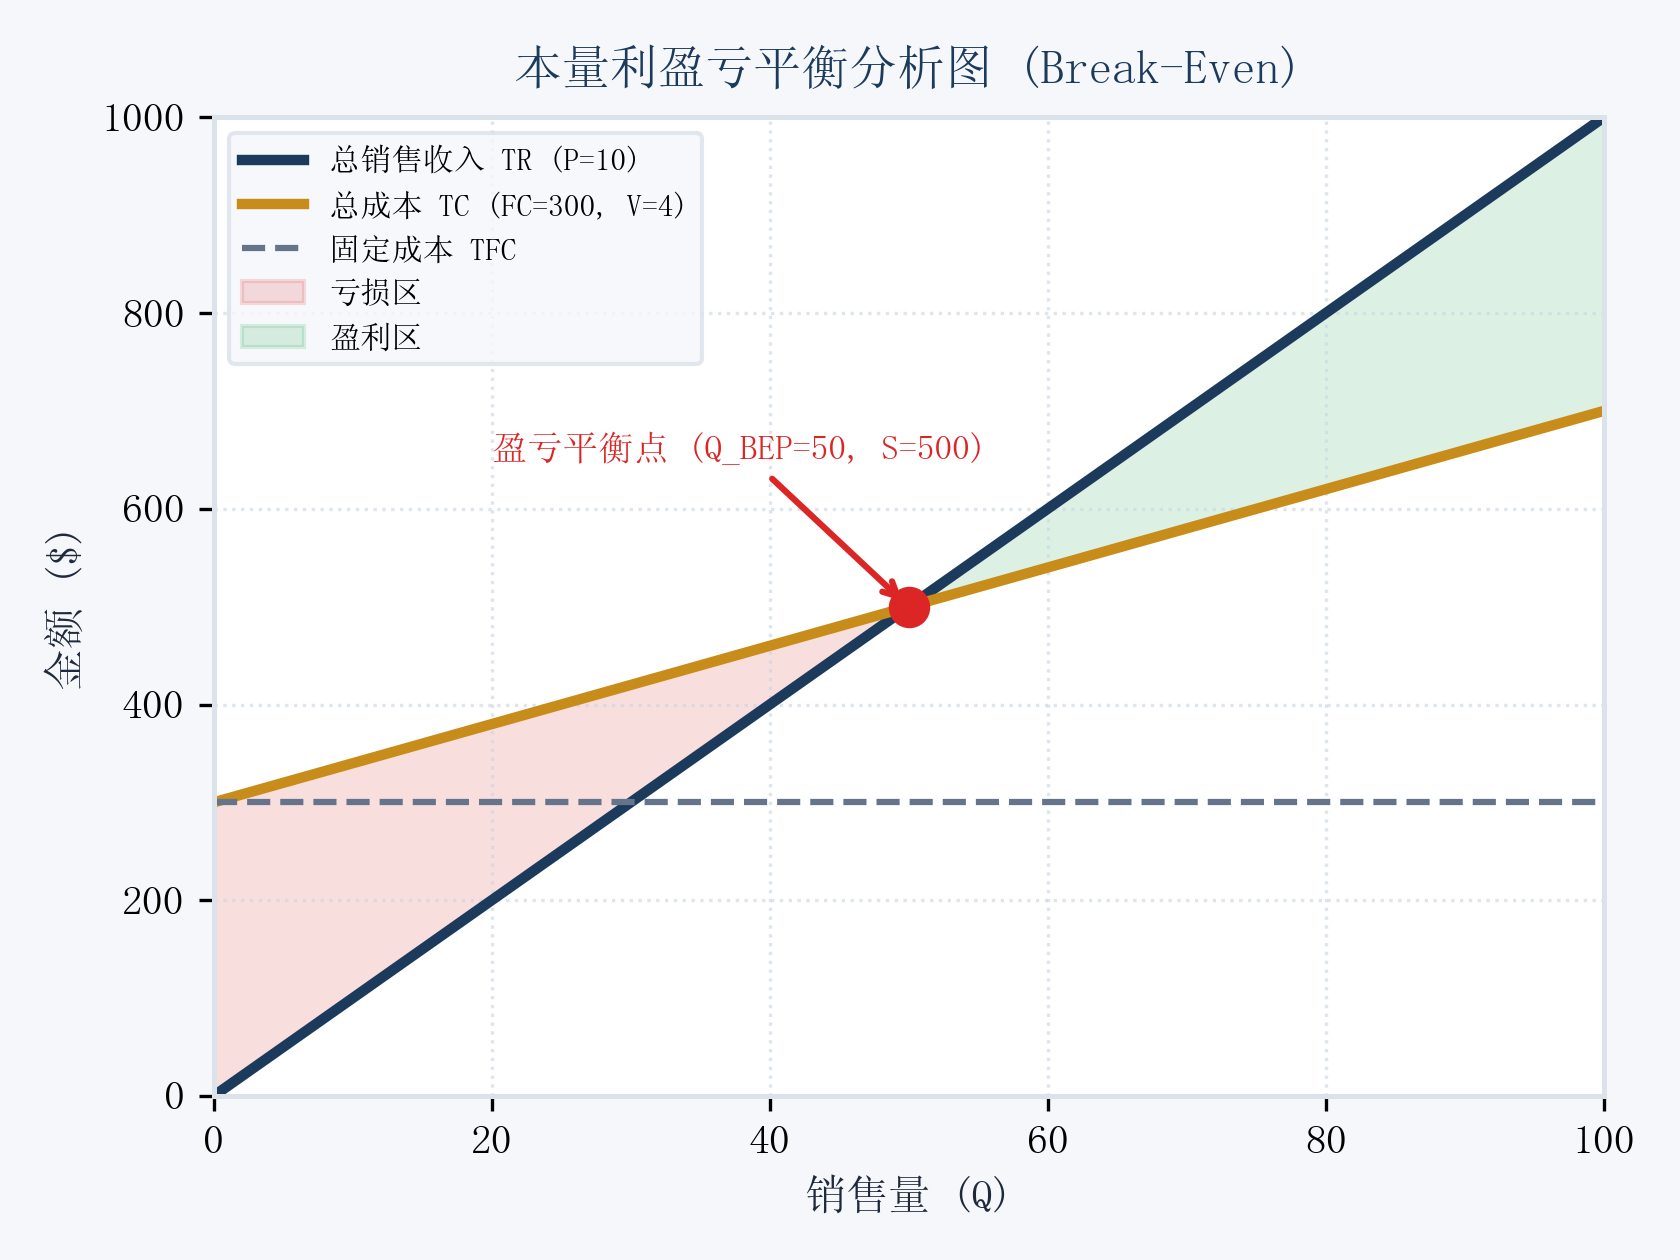 本量利盈亏平衡分析图 (Break-Even)
总销售收入 TR (P=10)
总成本 TC (FC=300, V=4)
固定成本 TFC
亏损区
盈利区
盈亏平衡点 (Q_BEP=50, S=500)
金额 ($)
1000
800
600
400
200
0
0 20 40 60 80 100
销售量 (Q)